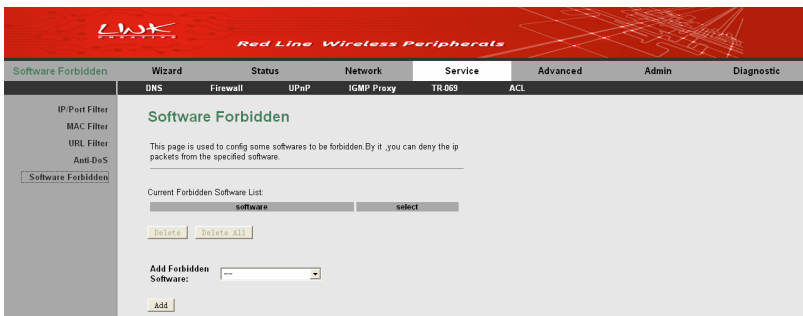 LINK
CREATIVE
Red Line Wireless Peripherals
Software Forbidden
Wizard Status Network Service Advanced Admin Diagnostic
DNS Firewall UPnP IGMP Proxy TR-069 ACL
IP/Port Filter
MAC Filter
URL Filter
Anti-DoS
Software Forbidden
Software Forbidden
This page is used to config some softwares to be forbidden.By it ,you can deny the ip
packets from the specified software.
Current Forbidden Software List:
software select
Delete Delete All
Add Forbidden
Software:
---
Add